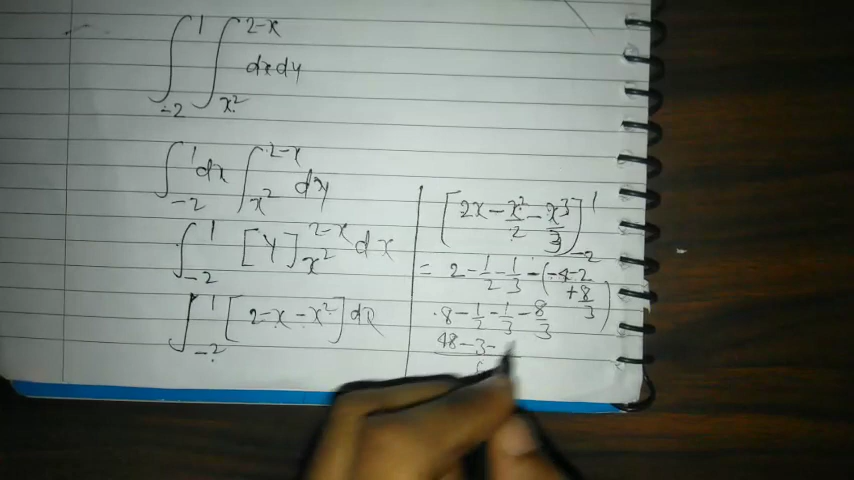 ∫_{-2}^{1} ∫_{x²}^{2-x} dx dy
∫_{-2}^{1} dx ∫_{x²}^{2-x} dy
∫_{-2}^{1} [y]_{x²}^{2-x} dx
∫_{-2}^{1} [2-x-x²] dx
[2x - x²/2 - x³/3]_{-2}^{1}
= 2 - 1/2 - 1/3 - (-4 - 2 + 8/3)
8 - 1/2 - 1/3 - 8/3
48 - 3 -